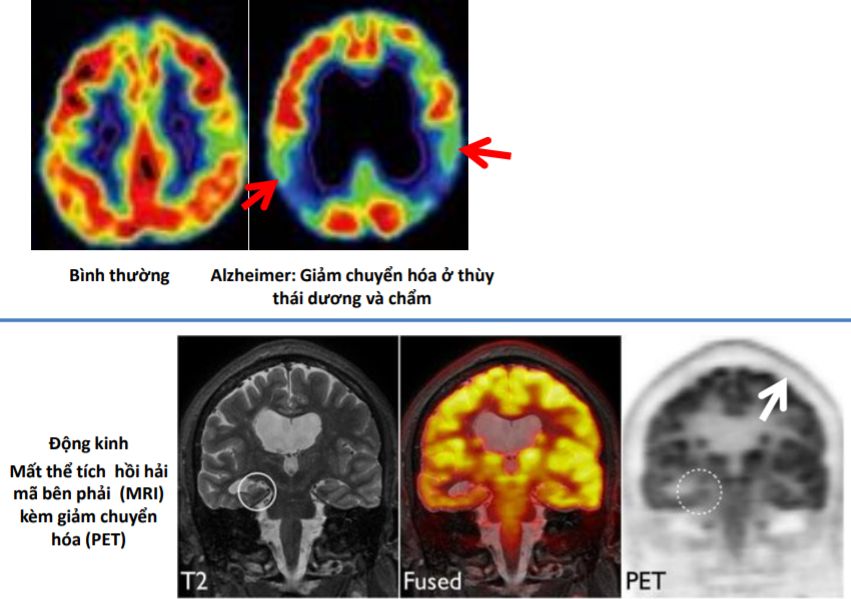 Bình thường
Alzheimer: Giảm chuyển hóa ở thùy
thái dương và chẩm
Động kinh
Mất thể tích hồi hải
mã bên phải (MRI)
kèm giảm chuyển
hóa (PET)
T2
Fused
PET